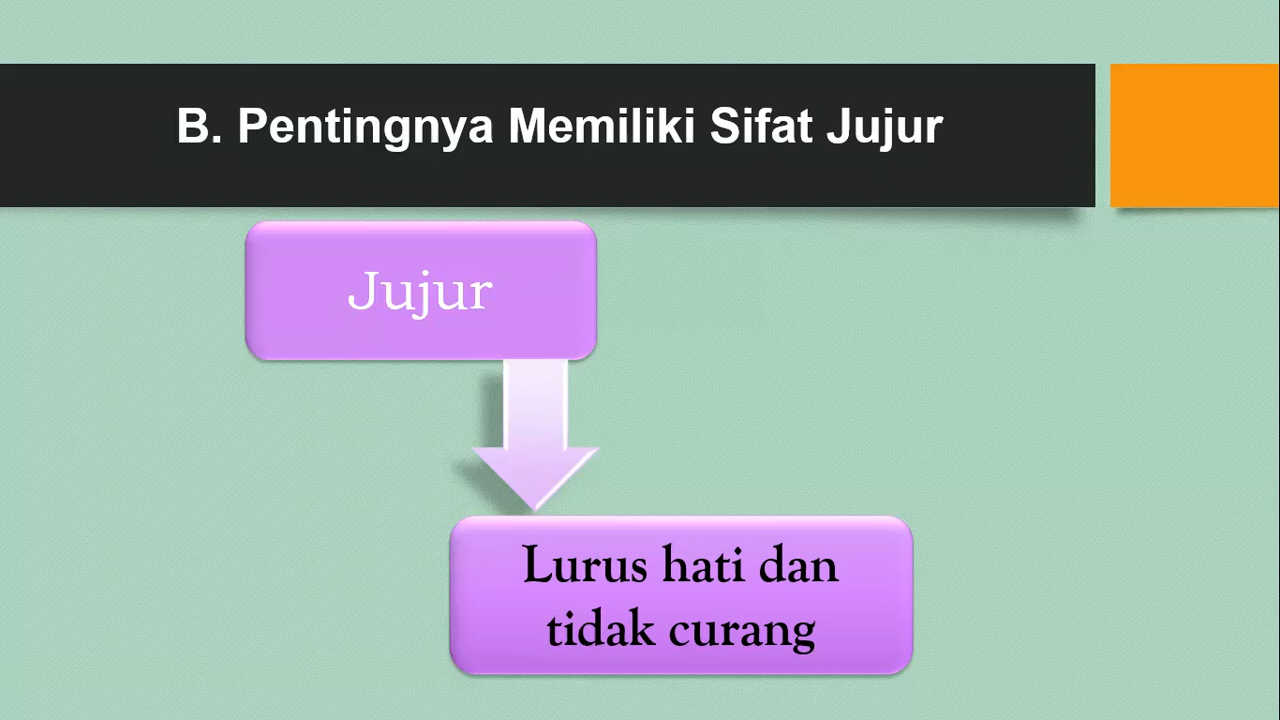 B. Pentingnya Memiliki Sifat Jujur
Jujur
Lurus hati dan
tidak curang